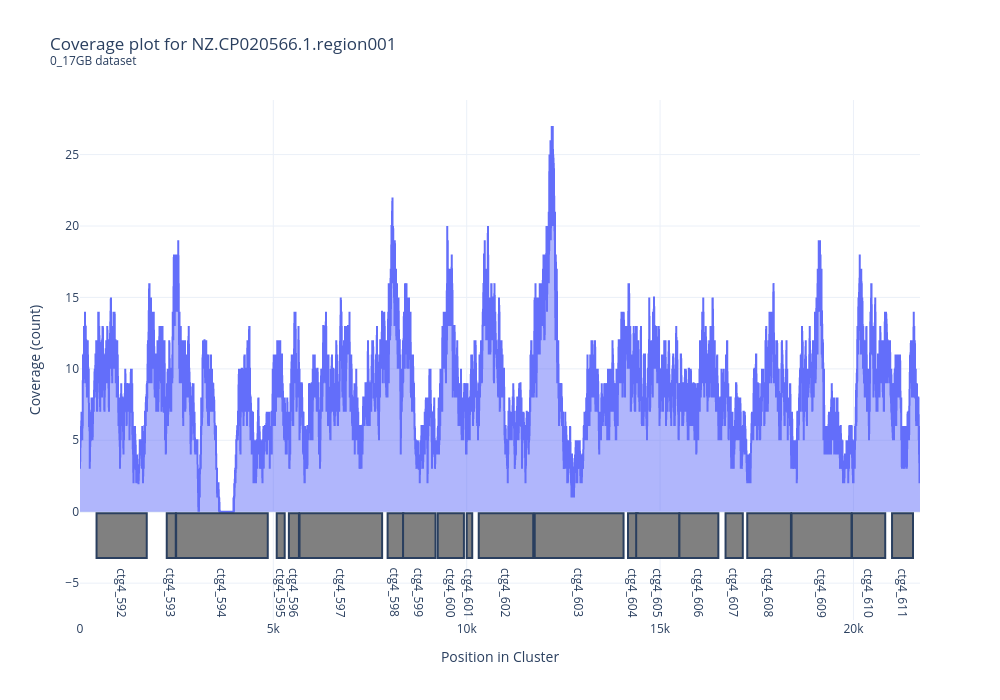 Coverage plot for NZ.CP020566.1.region001
0_17GB dataset
25
20
15
10
5
0
−5
Coverage (count)
ctg4_592
ctg4_593
ctg4_594
ctg4_595
ctg4_596
ctg4_597
ctg4_598
ctg4_599
ctg4_600
ctg4_601
ctg4_602
ctg4_603
ctg4_604
ctg4_605
ctg4_606
ctg4_607
ctg4_608
ctg4_609
ctg4_610
ctg4_611
0 5k 10k 15k 20k
Position in Cluster